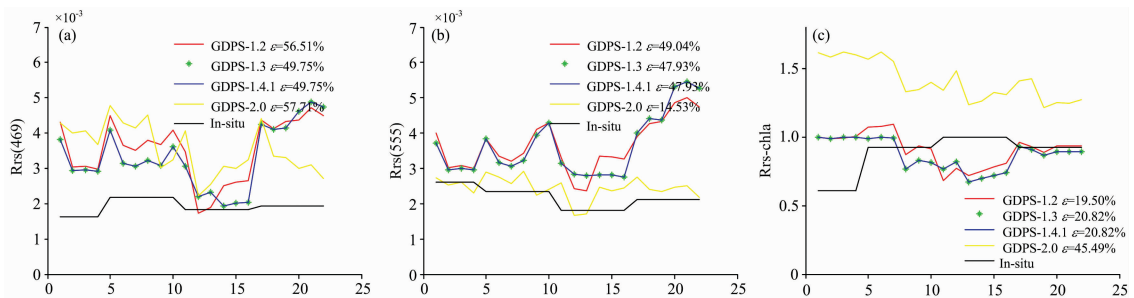 ×10⁻³
(a)
GDPS-1.2 ε=56.51%
GDPS-1.3 ε=49.75%
GDPS-1.4.1 ε=49.75%
GDPS-2.0 ε=57.71%
In-situ
Rrs(469)
7
6
5
4
3
2
1
0
0 5 10 15 20 25
×10⁻³
(b)
GDPS-1.2 ε=49.04%
GDPS-1.3 ε=47.93%
GDPS-1.4.1 ε=47.93%
GDPS-2.0 ε=14.53%
In-situ
Rrs(555)
7
6
5
4
3
2
1
0
0 5 10 15 20 25
(c)
Rrs-chla
1.5
1.0
0.5
0
GDPS-1.2 ε=19.50%
GDPS-1.3 ε=20.82%
GDPS-1.4.1 ε=20.82%
GDPS-2.0 ε=45.49%
In-situ
0 5 10 15 20 25